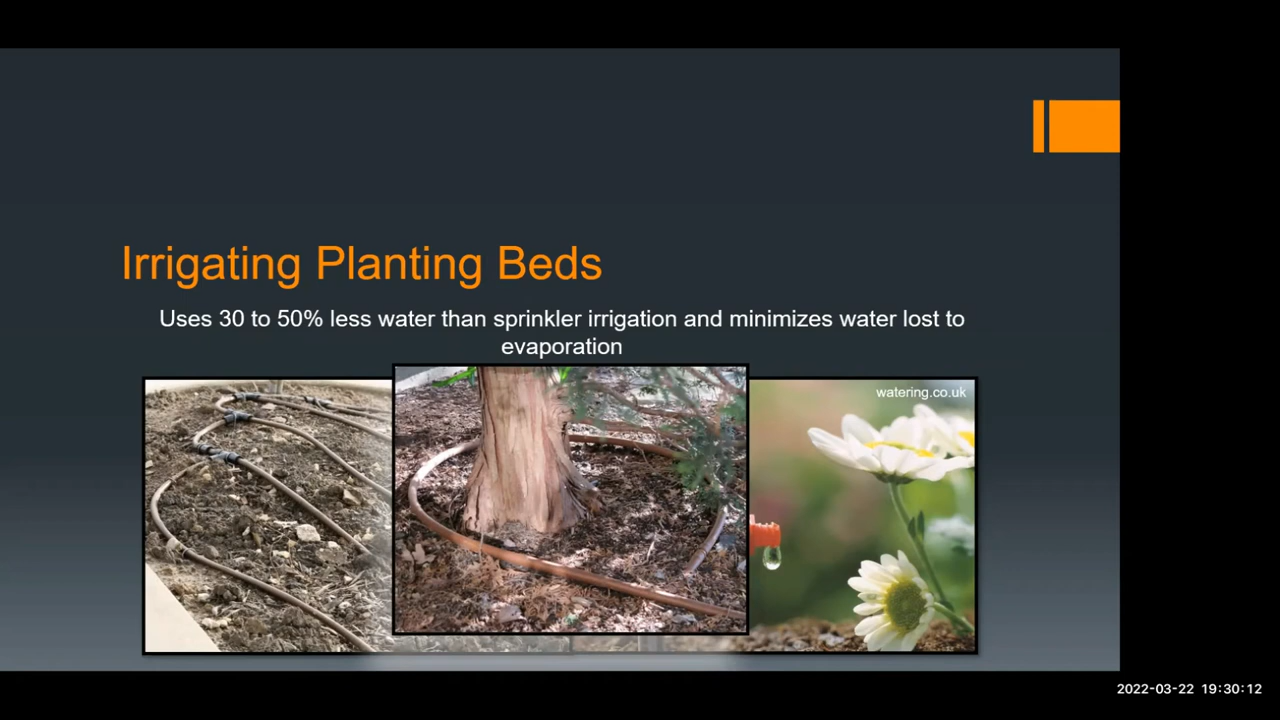 Irrigating Planting Beds
Uses 30 to 50% less water than sprinkler irrigation and minimizes water lost to
evaporation
watering.co.uk
2022-03-22 19:30:12